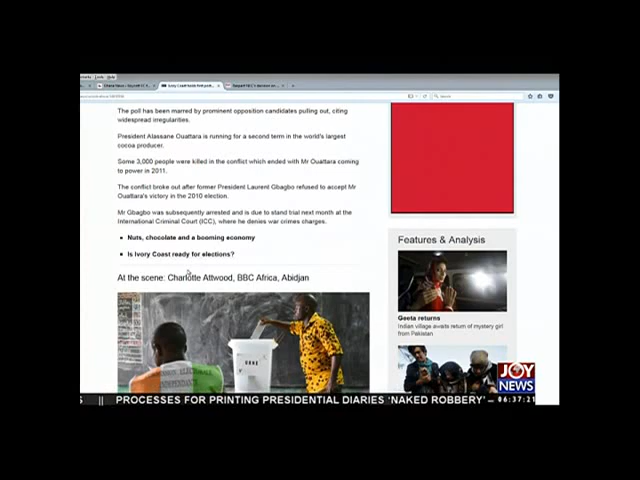 Tools Help
Ivory Coast holds first
The poll has been marred by prominent opposition candidates pulling out, citing
widespread irregularities.
President Alassane Ouattara is running for a second term in the world's largest
cocoa producer.
Some 3,000 people were killed in the conflict which ended with Mr Ouattara coming
to power in 2011.
The conflict broke out after former President Laurent Gbagbo refused to accept Mr
Ouattara's victory in the 2010 election.
Mr Gbagbo was subsequently arrested and is due to stand trial next month at the
International Criminal Court (ICC), where he denies war crimes charges.
Nuts, chocolate and a booming economy
Is Ivory Coast ready for elections?
At the scene: Charlotte Attwood, BBC Africa, Abidjan
Features & Analysis
Geeta returns
Indian village awaits return of mystery girl
from Pakistan
JOY
NEWS
S || PROCESSES FOR PRINTING PRESIDENTIAL DIARIES 'NAKED ROBBERY' –
06:37:21